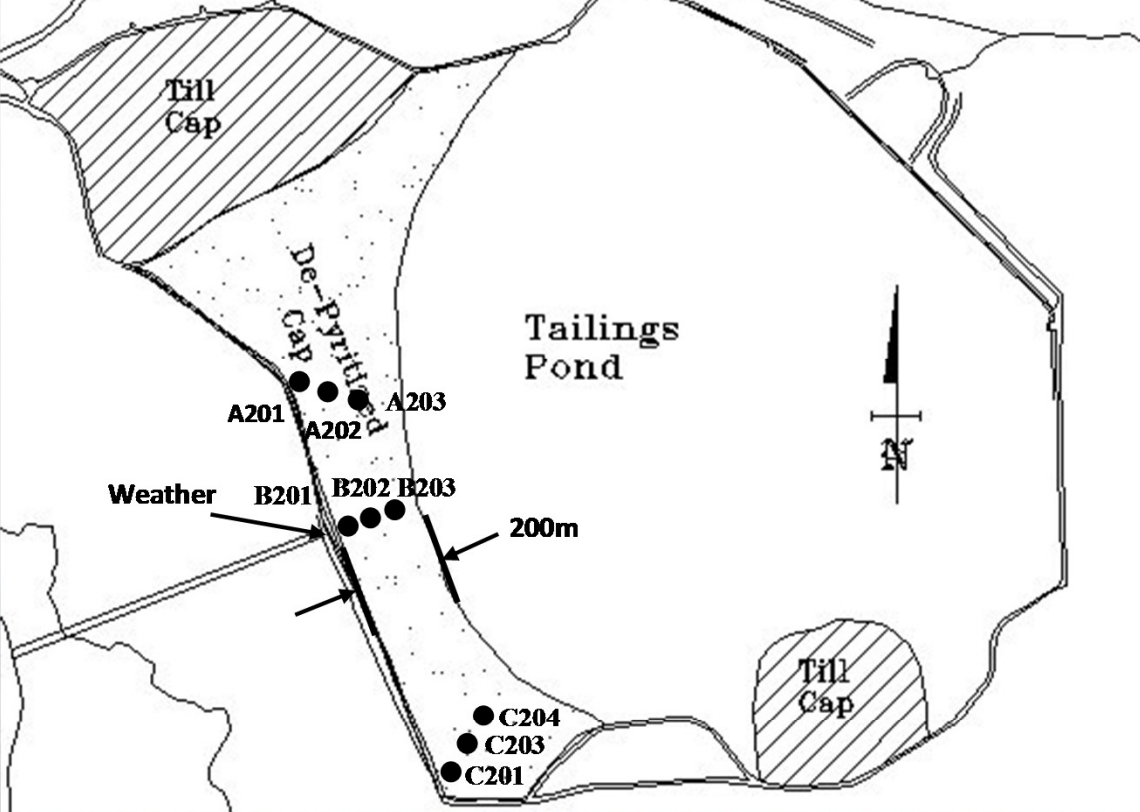 Till
Cap
De-Pyritized
Cap
Tailings
Pond
A201
A202
A203
N
Weather
B201
B202
B203
200m
Till
Cap
C204
C203
C201